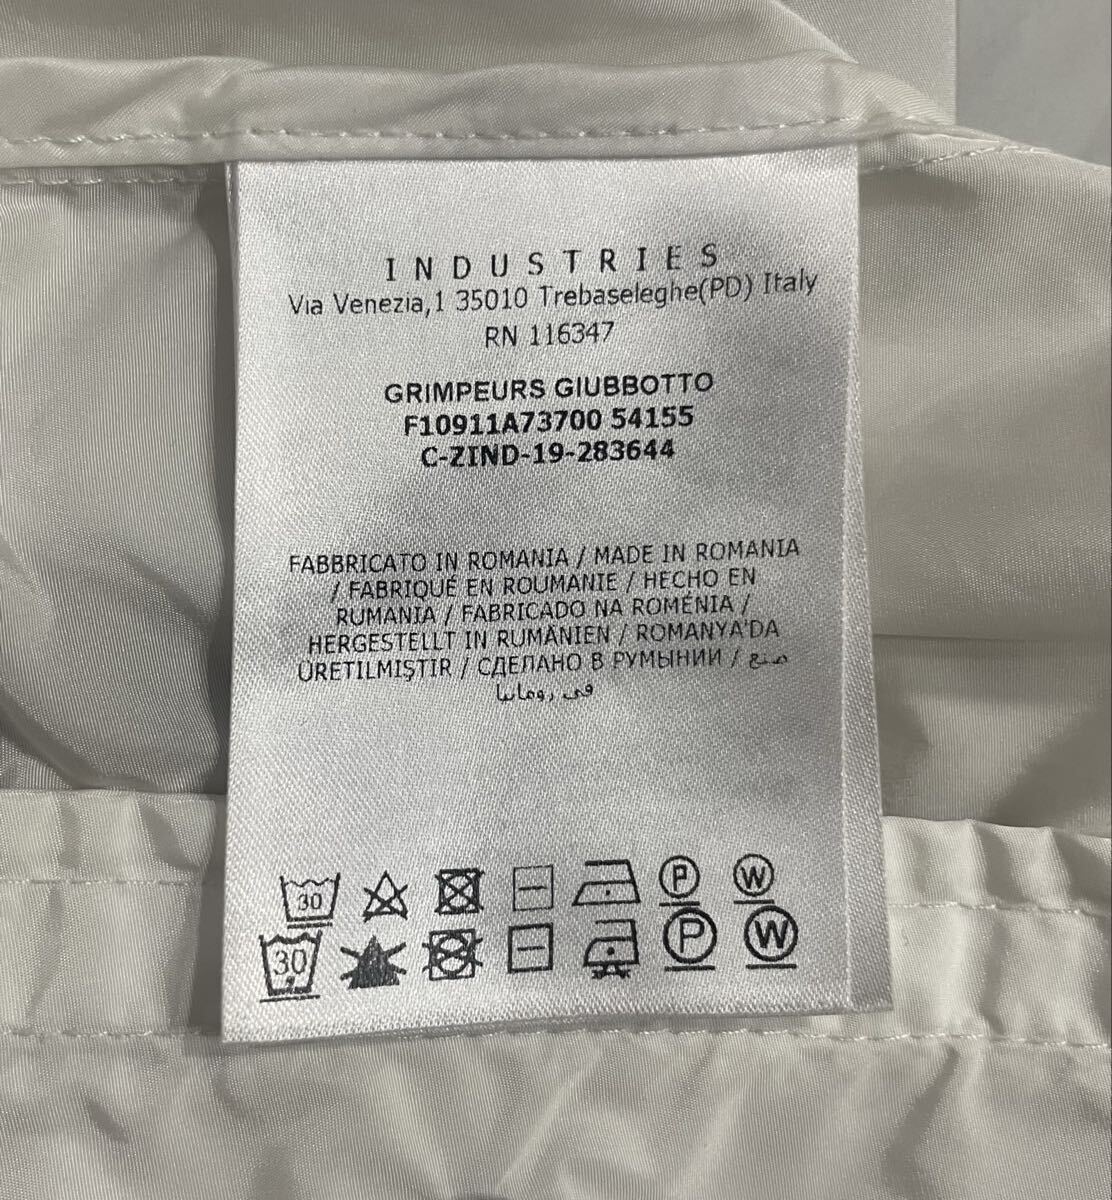 INDUSTRIES
Via Venezia,1 35010 Trebaseleghe(PD) Italy
RN 116347
GRIMPEURS GIUBBOTTO
F10911A73700 54155
C-ZIND-19-283644
FABBRICATO IN ROMANIA / MADE IN ROMANIA
/ FABRIQUÉ EN ROUMANIE / HECHO EN
RUMANIA / FABRICADO NA ROMÉNIA /
HERGESTELLT IN RUMÄNIEN / ROMANYA'DA
ÜRETILMIŞTIR / СДЕЛАНО В РУМЫНИИ / صنع
في رومانيا
30 P W
30 P W